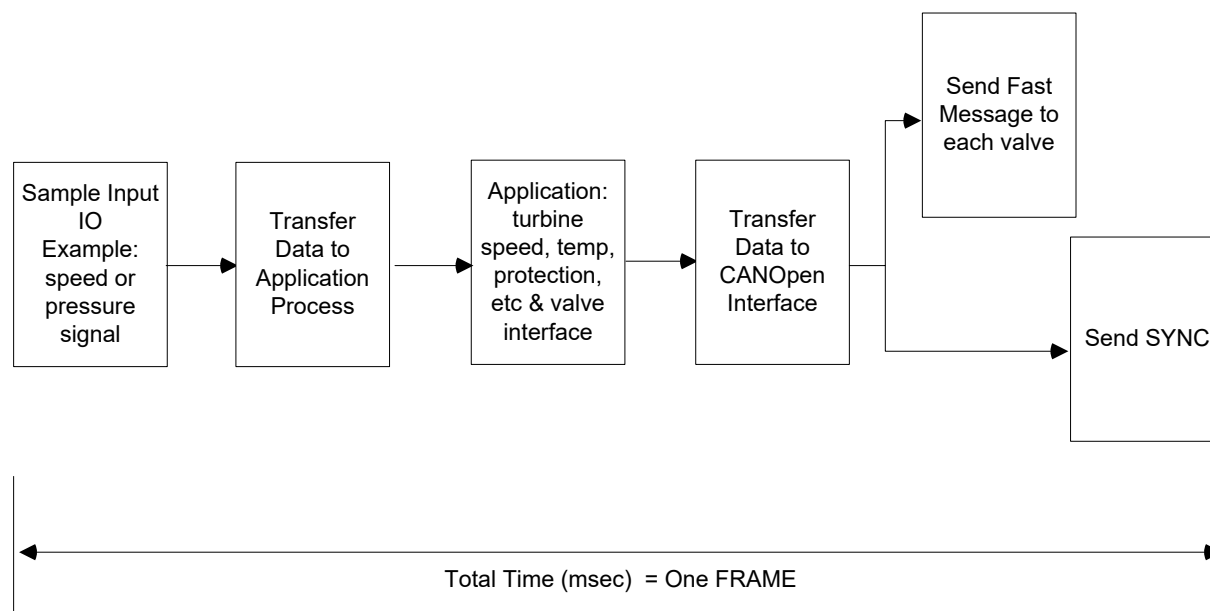 Sample Input
IO
Example:
speed or
pressure
signal
Transfer
Data to
Application
Process
Application:
turbine
speed, temp,
protection,
etc & valve
interface
Transfer
Data to
CANOpen
Interface
Send Fast
Message to
each valve
Send SYNC
Total Time (msec)  = One FRAME